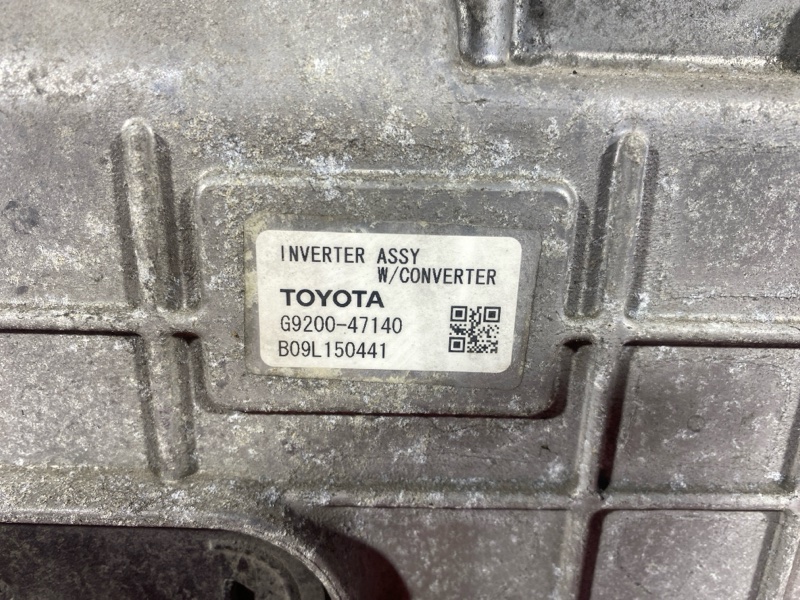 INVERTER ASSY
W/CONVERTER
TOYOTA
G9200-47140
B09L150441